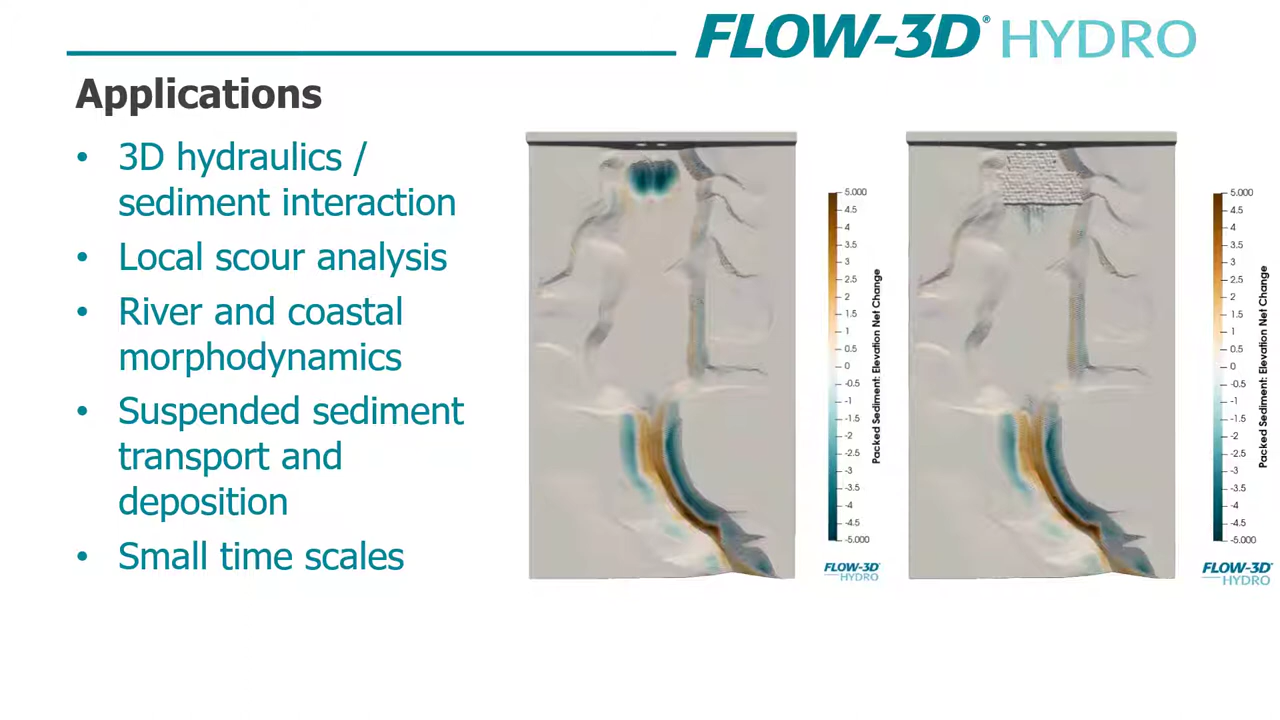 FLOW-3D® HYDRO
Applications
• 3D hydraulics /
sediment interaction
• Local scour analysis
• River and coastal
morphodynamics
• Suspended sediment
transport and
deposition
• Small time scales
5.000
4.5
4
3.5
3
2.5
2
1.5
1
0.5
0
-0.5
-1
-1.5
-2
-2.5
-3
-3.5
-4
-4.5
-5.000
Packed Sediment: Elevation Net Change
FLOW-3D®
HYDRO
5.000
4.5
4
3.5
3
2.5
2
1.5
1
0.5
0
-0.5
-1
-1.5
-2
-2.5
-3
-3.5
-4
-4.5
-5.000
Packed Sediment: Elevation Net Change
FLOW-3D®
HYDRO